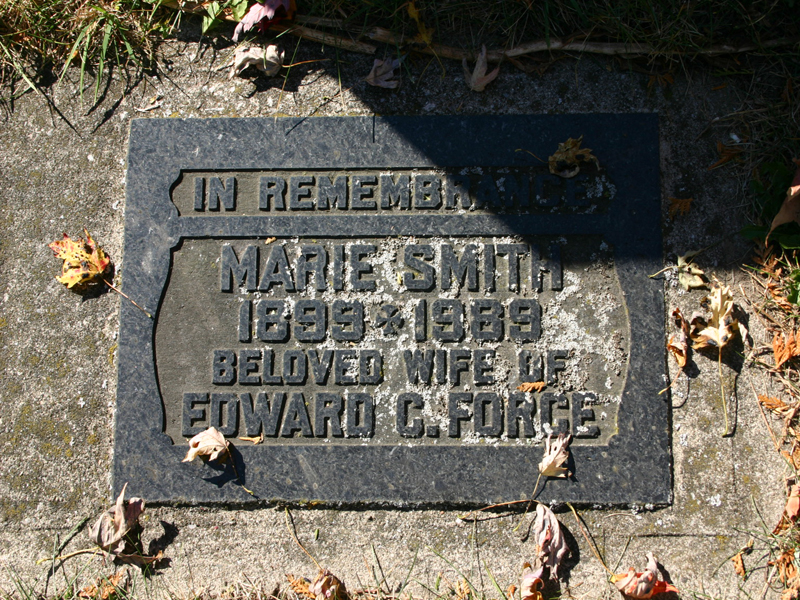 IN REMEMBRANCE
MARIE SMITH
1899 * 1989
BELOVED WIFE OF
EDWARD C. FORCE